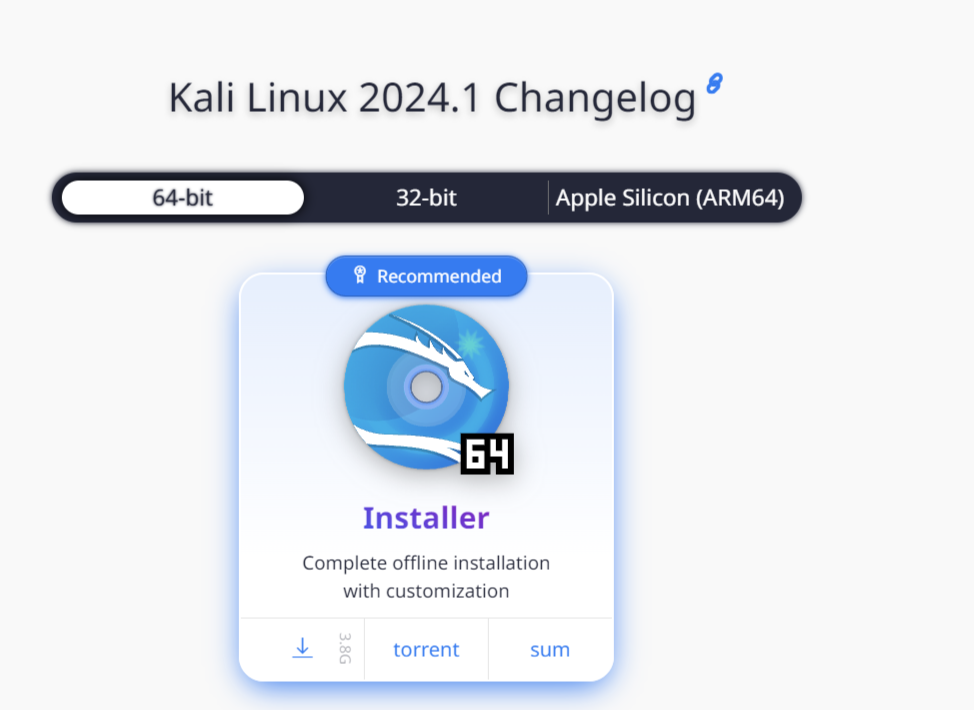 Kali Linux 2024.1 Changelog
64-bit
32-bit
Apple Silicon (ARM64)
Recommended
64
Installer
Complete offline installation
with customization
3.8G
torrent
sum